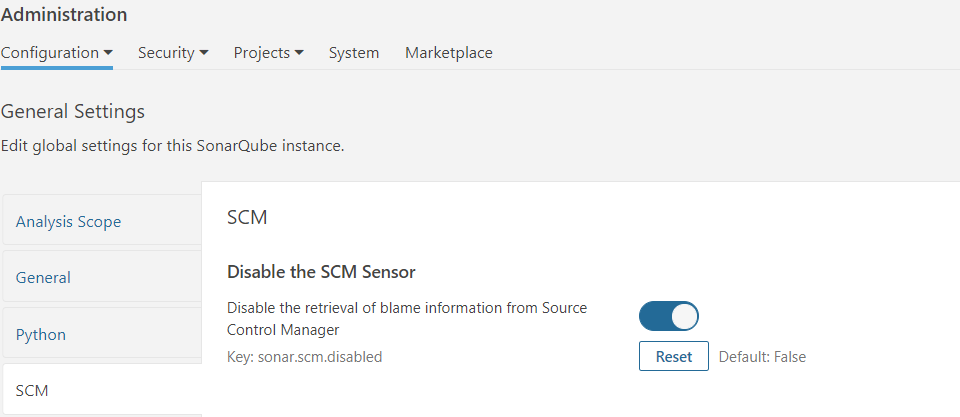 Administration
Configuration Security Projects System Marketplace
General Settings
Edit global settings for this SonarQube instance.
Analysis Scope
General
Python
SCM
SCM
Disable the SCM Sensor
Disable the retrieval of blame information from Source
Control Manager
Key: sonar.scm.disabled
Reset Default: False